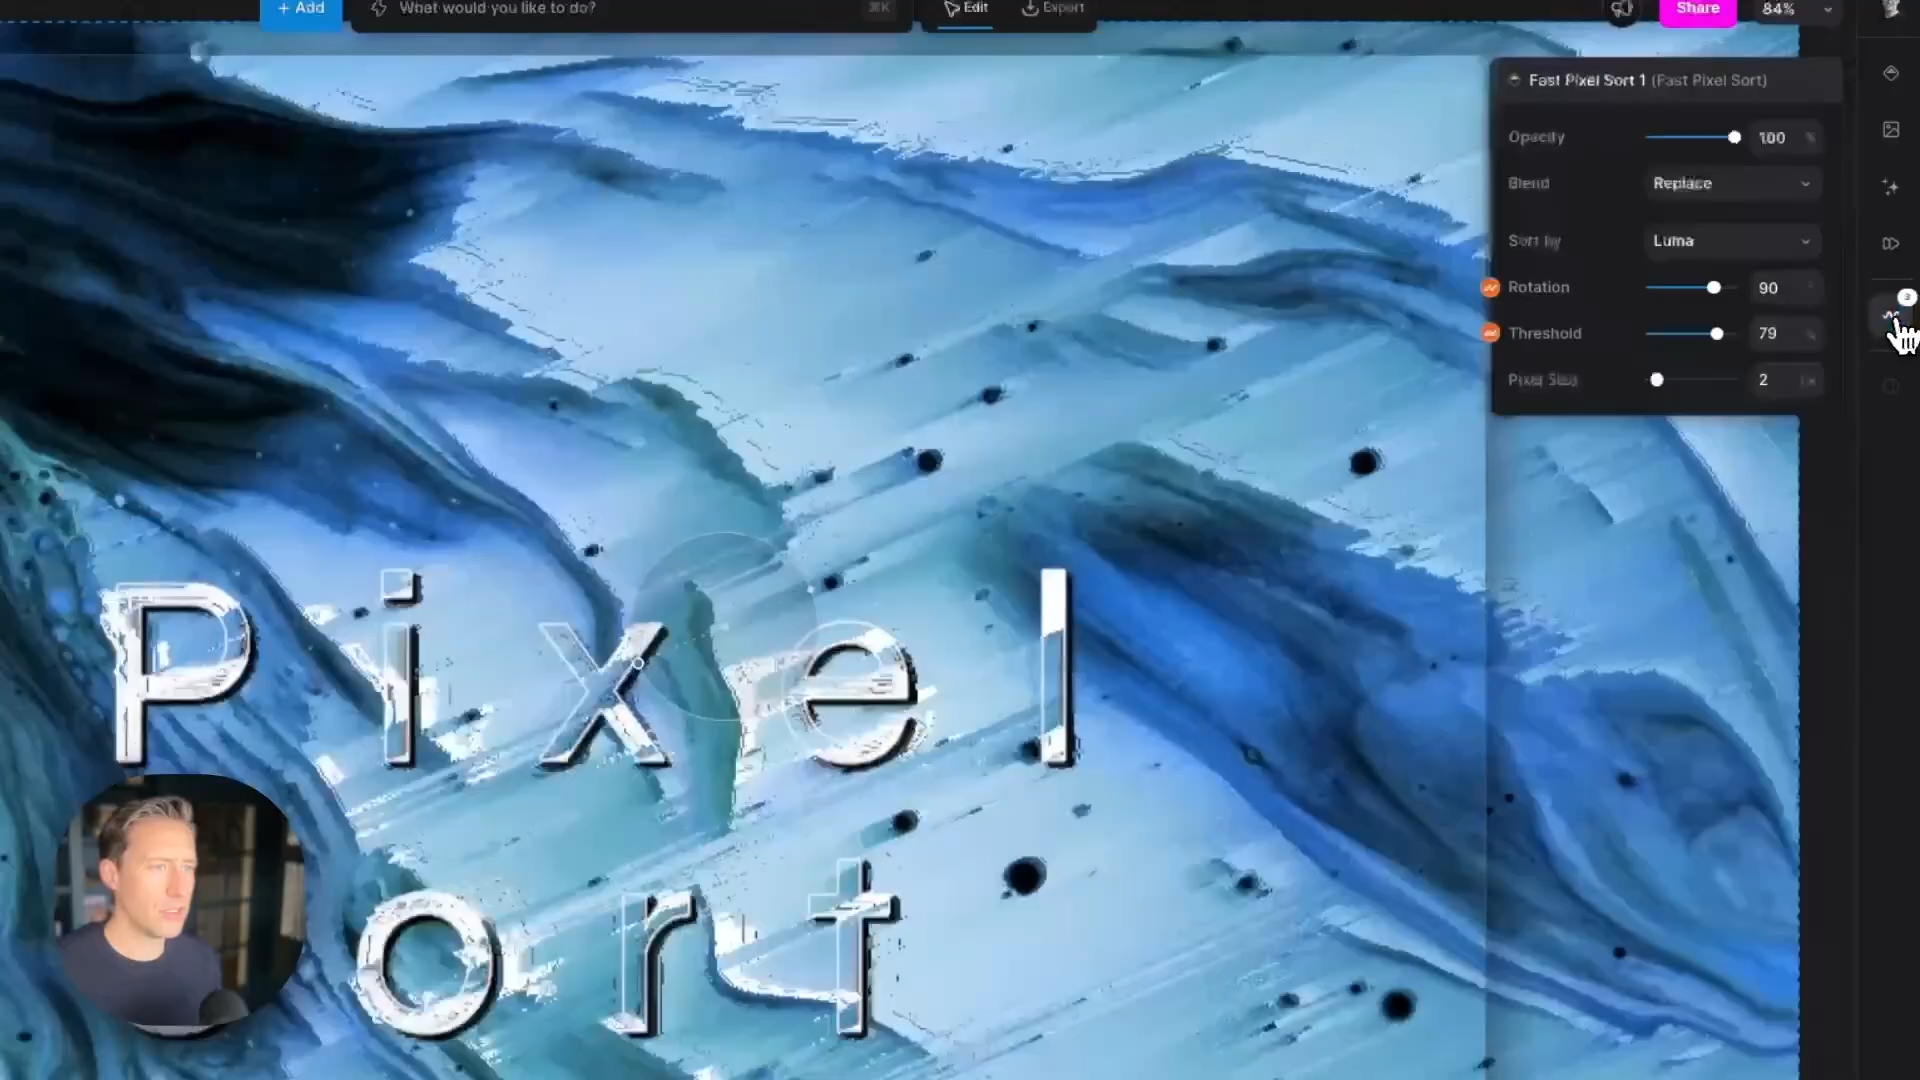 + Add
What would you like to do?
⌘K
Edit
Export
Share
84%
Fast Pixel Sort 1 (Fast Pixel Sort)
Opacity 100 %
Blend Replace
Sort by Luma
3
Rotation 90 °
Threshold 79 %
Pixel Size 2
Pixel
ort